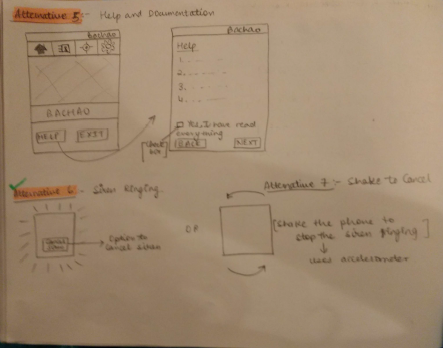 Alternative 5:- Help and Documentation
Bachao
BACHAO
HELP
EXIT
Bachao
Help
1.
2.
3.
4.
Yes, I have read
everything
BACK
NEXT
Alternative 6:- Siren Ringing
Cancel
Siren
Option to
Cancel siren
OR
Alternative 7:- Shake to Cancel
[Shake the phone to
stop the siren ringing]
uses accelerometer